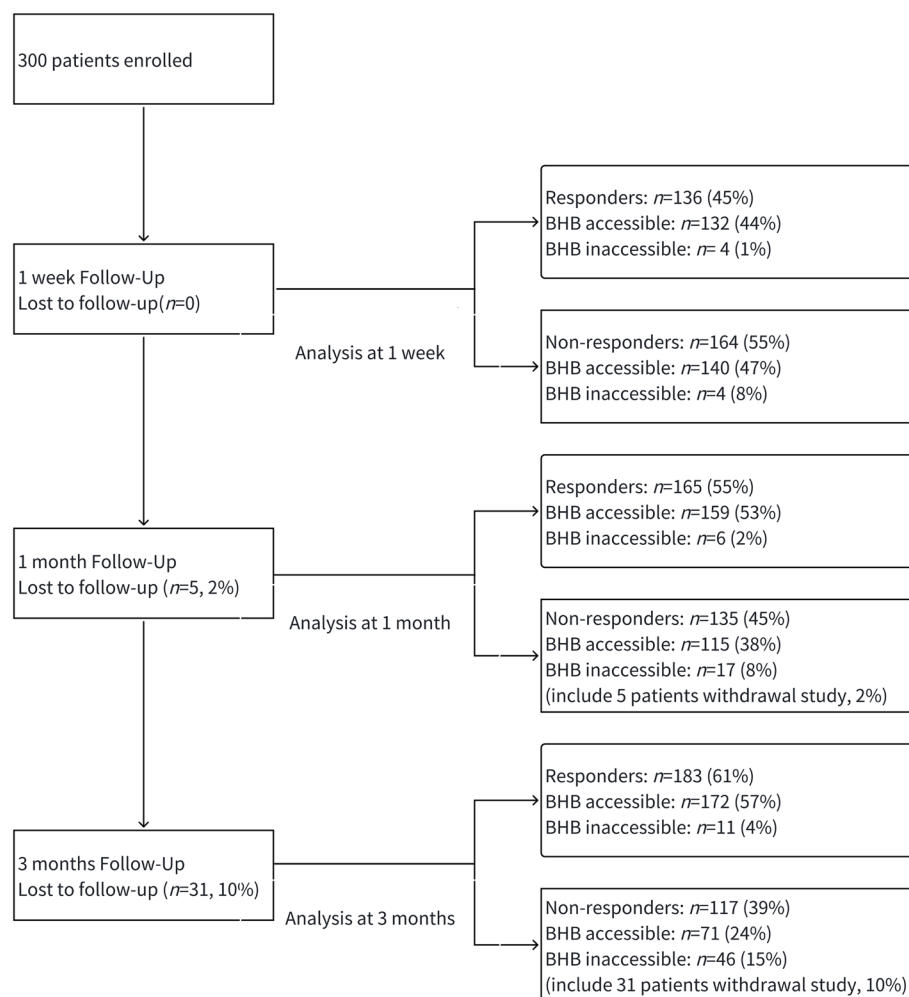 300 patients enrolled
1 week Follow-Up
Lost to follow-up(n=0)
Analysis at 1 week
Responders: n=136 (45%)
BHB accessible: n=132 (44%)
BHB inaccessible: n= 4 (1%)
Non-responders: n=164 (55%)
BHB accessible: n=140 (47%)
BHB inaccessible: n=4 (8%)
1 month Follow-Up
Lost to follow-up (n=5, 2%)
Analysis at 1 month
Responders: n=165 (55%)
BHB accessible: n=159 (53%)
BHB inaccessible: n=6 (2%)
Non-responders: n=135 (45%)
BHB accessible: n=115 (38%)
BHB inaccessible: n=17 (8%)
(include 5 patients withdrawal study, 2%)
3 months Follow-Up
Lost to follow-up (n=31, 10%)
Analysis at 3 months
Responders: n=183 (61%)
BHB accessible: n=172 (57%)
BHB inaccessible: n=11 (4%)
Non-responders: n=117 (39%)
BHB accessible: n=71 (24%)
BHB inaccessible: n=46 (15%)
(include 31 patients withdrawal study, 10%)